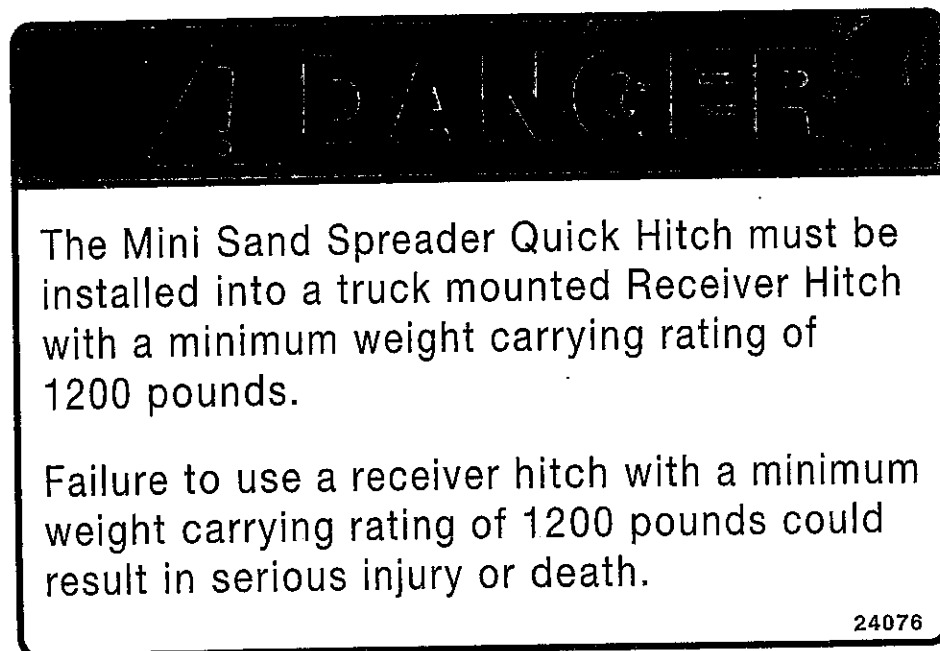 DANGER
The Mini Sand Spreader Quick Hitch must be
installed into a truck mounted Receiver Hitch
with a minimum weight carrying rating of
1200 pounds.
Failure to use a receiver hitch with a minimum
weight carrying rating of 1200 pounds could
result in serious injury or death.
24076